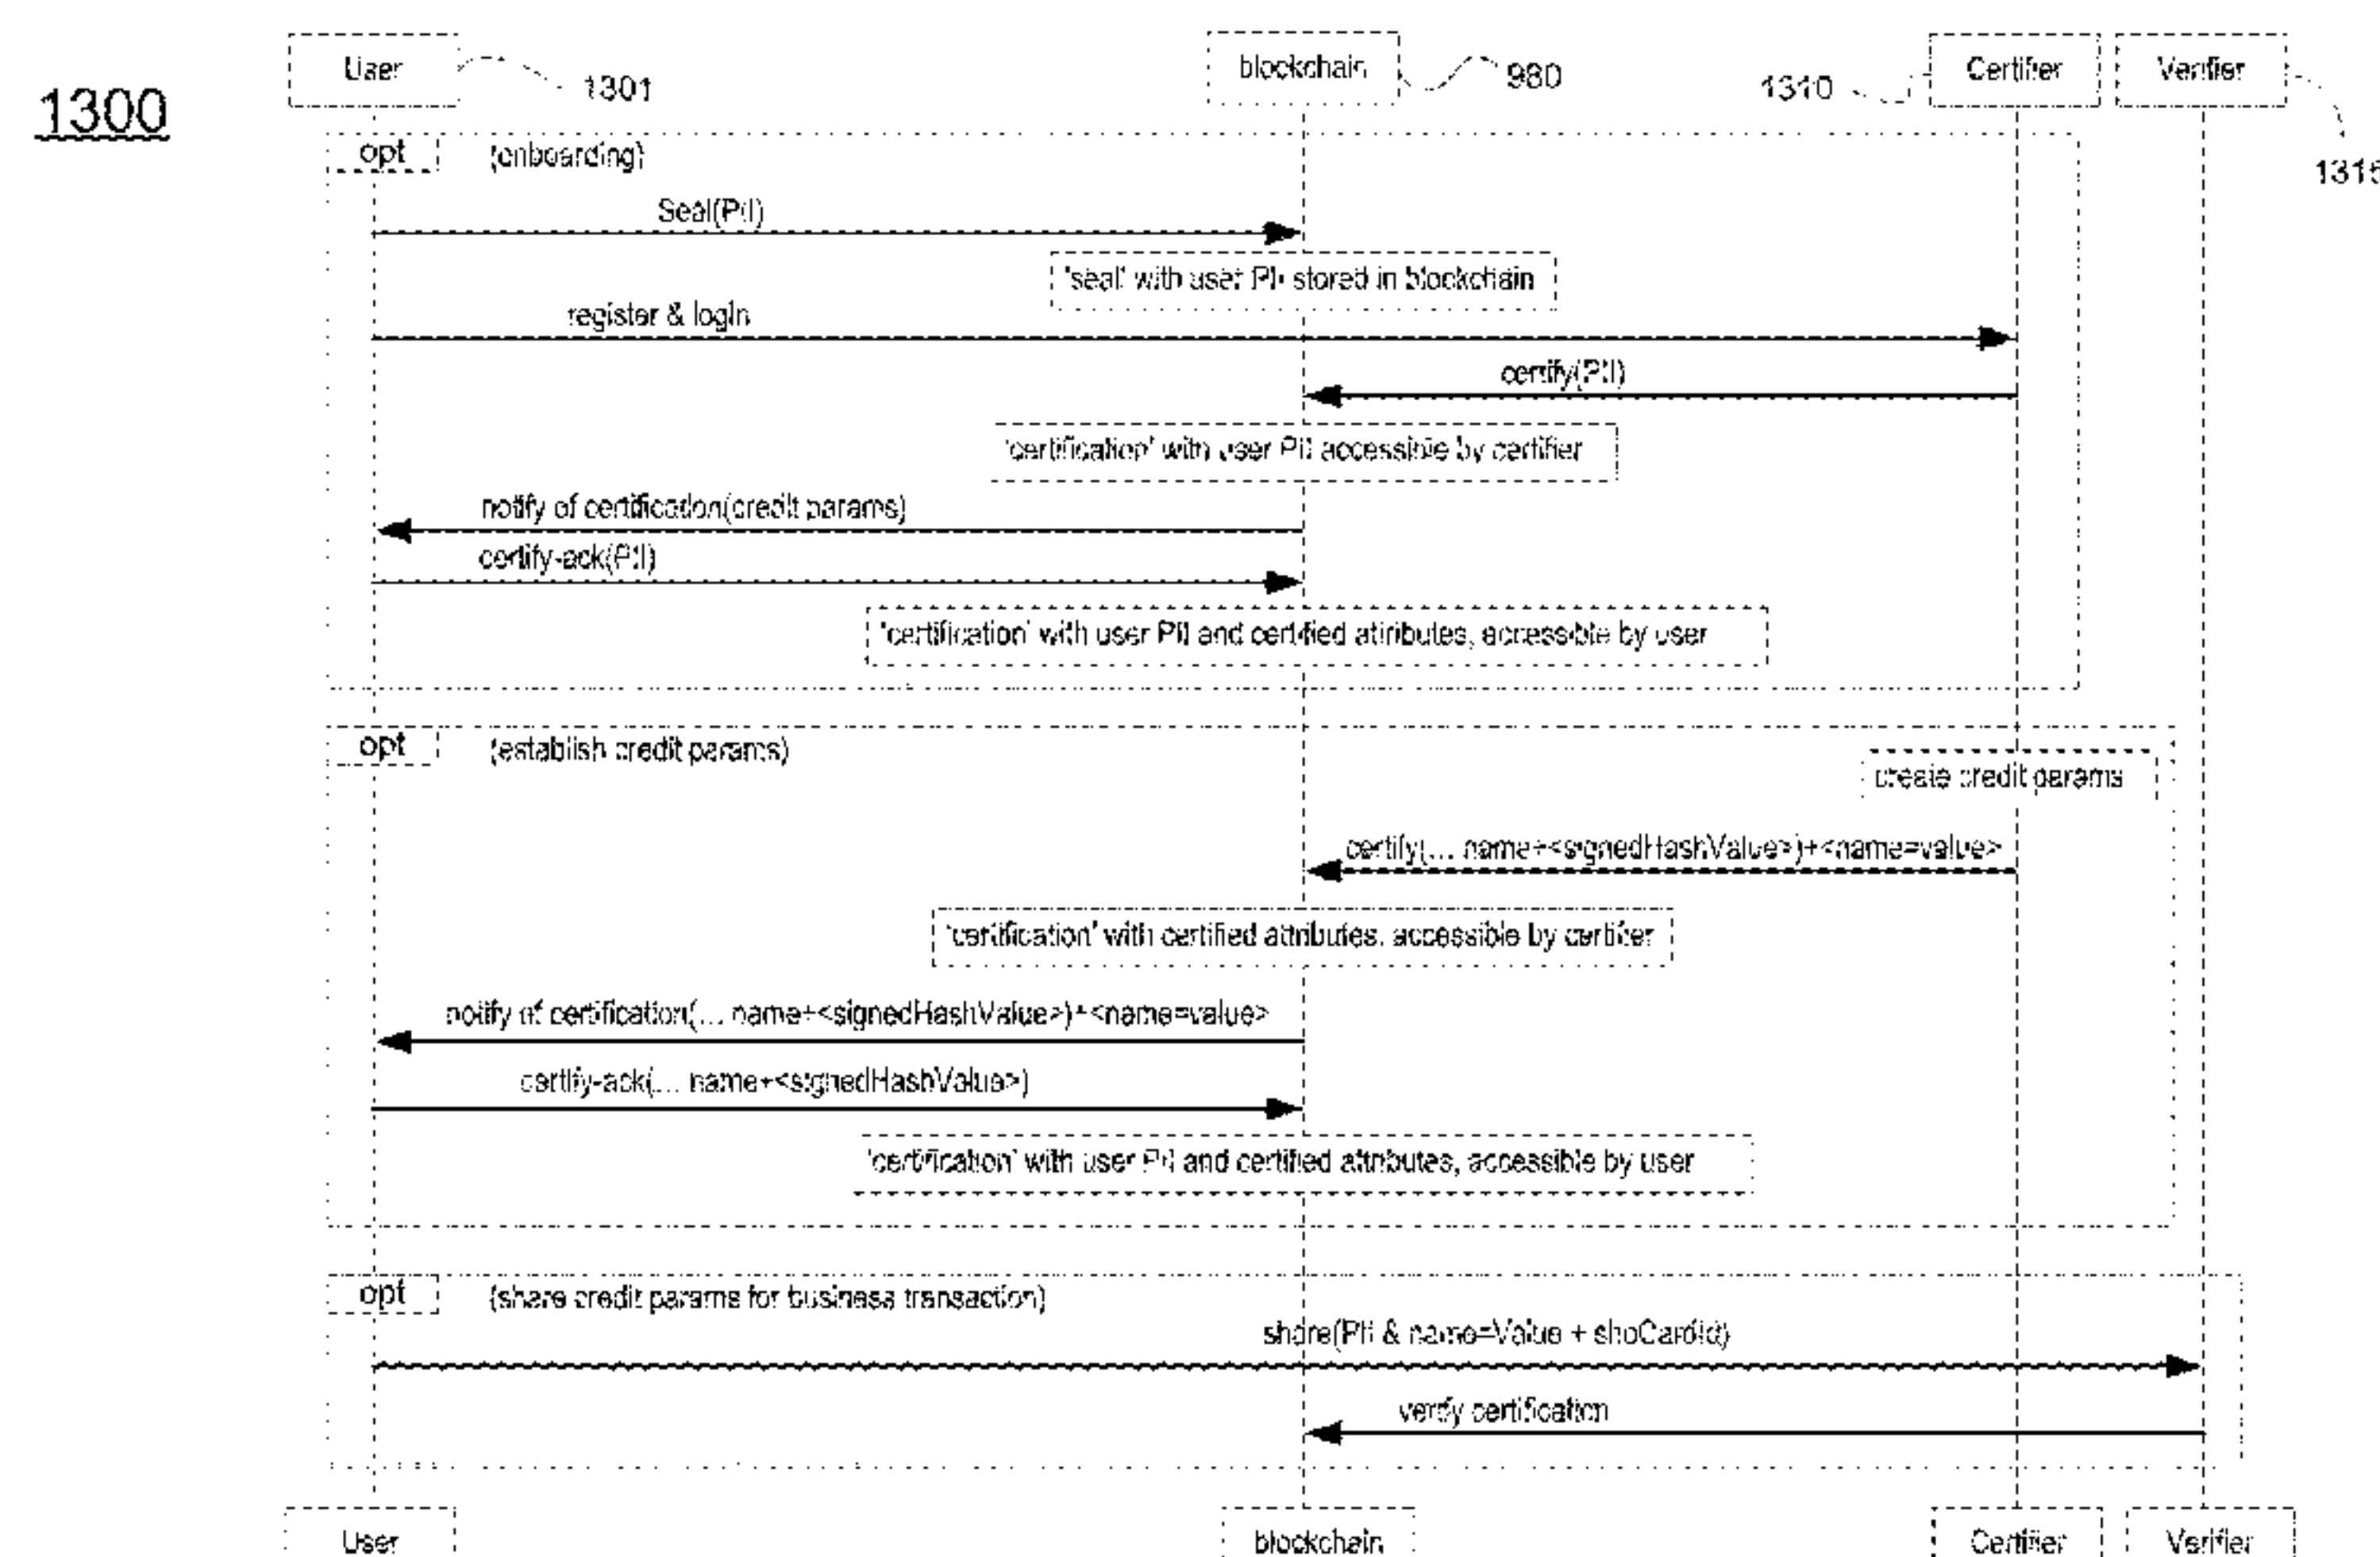 1300
User
1301
blockchain
980
1310
Certifier
Verifier
1315
opt
(onboarding)
Seal(PII)
'seal' with user PII stored in blockchain
register & login
certify(PII)
'certification' with user PII accessible by certifier
notify of certification(credit params)
certify-ack(PII)
'certification' with user PII and certified attributes, accessible by user
opt
(establish credit params)
create credit params
certify(... name+<signedHashValue>)+<name=value>
'certification' with certified attributes, accessible by certifier
notify of certification(... name+<signedHashValue>)+<name=value>
certify-ack(... name+<signedHashValue>)
'certification' with user PII and certified attributes, accessible by user
opt
(share credit params for business transaction)
share(PII & name=Value + shoCardId)
verify certification
User
blockchain
Certifier
Verifier